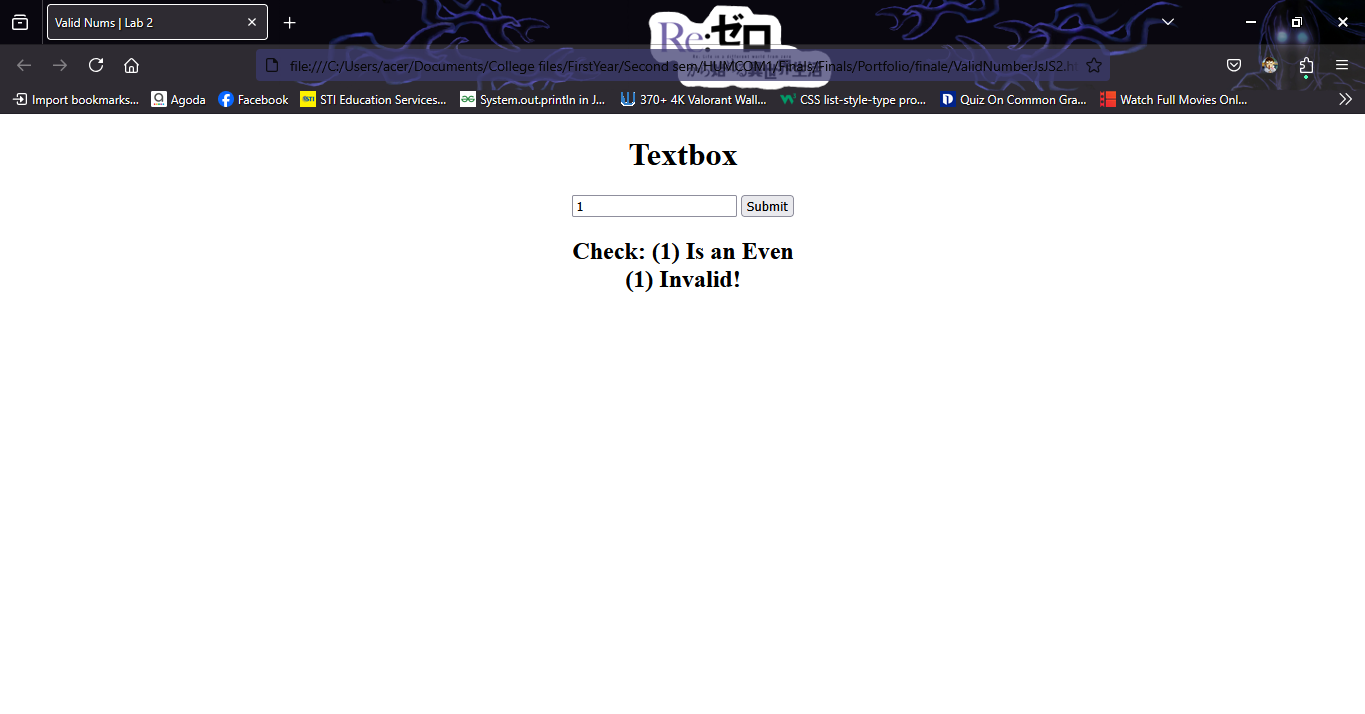 Valid Nums | Lab 2
Re:ゼロ
file:///C:/Users/acer/Documents/College files/FirstYear/Second sem/HUMCOM1/Finals/Finals/Portfolio/finale/ValidNumberJsJS2.h
Import bookmarks... Agoda Facebook STI Education Services... System.out.println in J... 370+ 4K Valorant Wall... CSS list-style-type pro... Quiz On Common Gra... Watch Full Movies Onl...
Textbox
1 Submit
Check: (1) Is an Even
(1) Invalid!